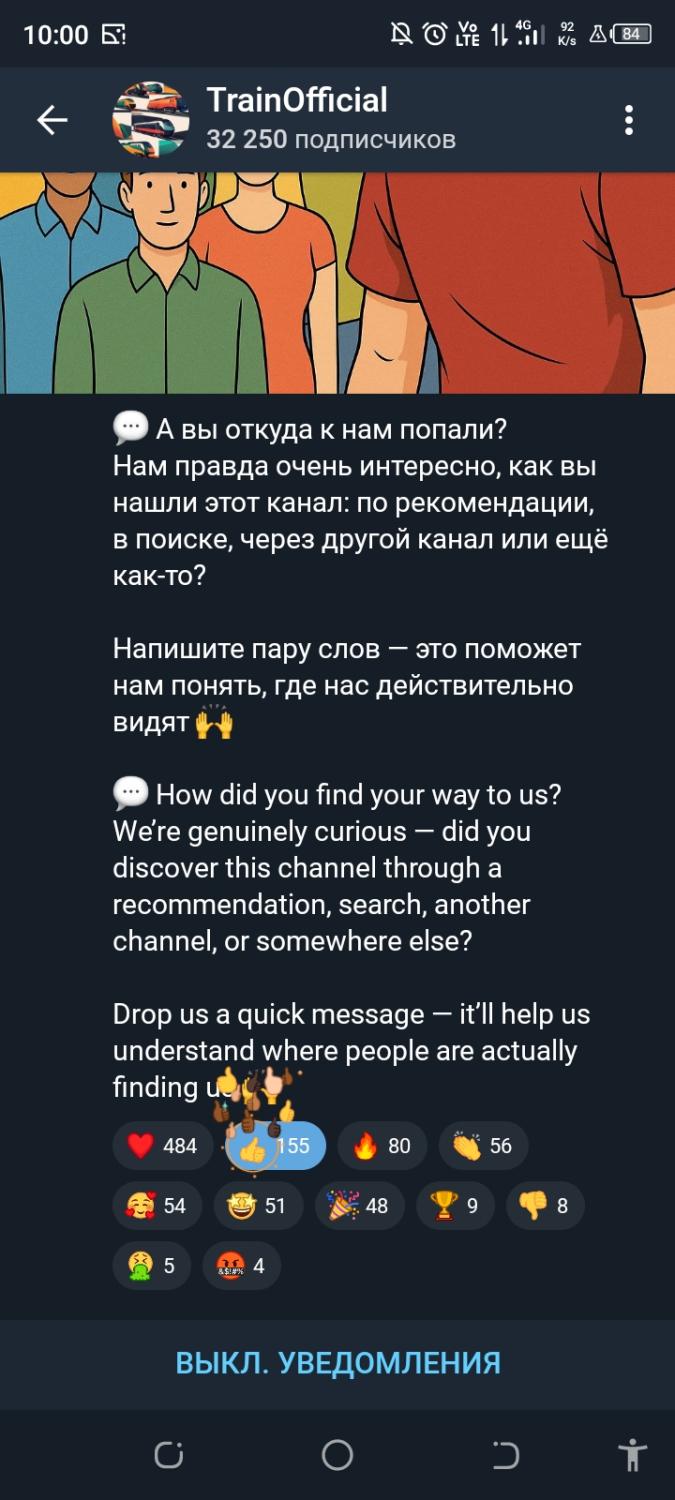 10:00
Vo
LTE
4G
92
K/s
84
TrainOfficial
32 250 подписчиков
💬 А вы откуда к нам попали?
Нам правда очень интересно, как вы
нашли этот канал: по рекомендации,
в поиске, через другой канал или ещё
как-то?
Напишите пару слов — это поможет
нам понять, где нас действительно
видят 🙌
💬 How did you find your way to us?
We’re genuinely curious — did you
discover this channel through a
recommendation, search, another
channel, or somewhere else?
Drop us a quick message — it’ll help us
understand where people are actually
finding us
❤️ 484 👍 155 🔥 80 👏 56
🥰 54 🤩 51 🎉 48 🏆 9 👎 8
🤮 5 🤬 4
ВЫКЛ. УВЕДОМЛЕНИЯ